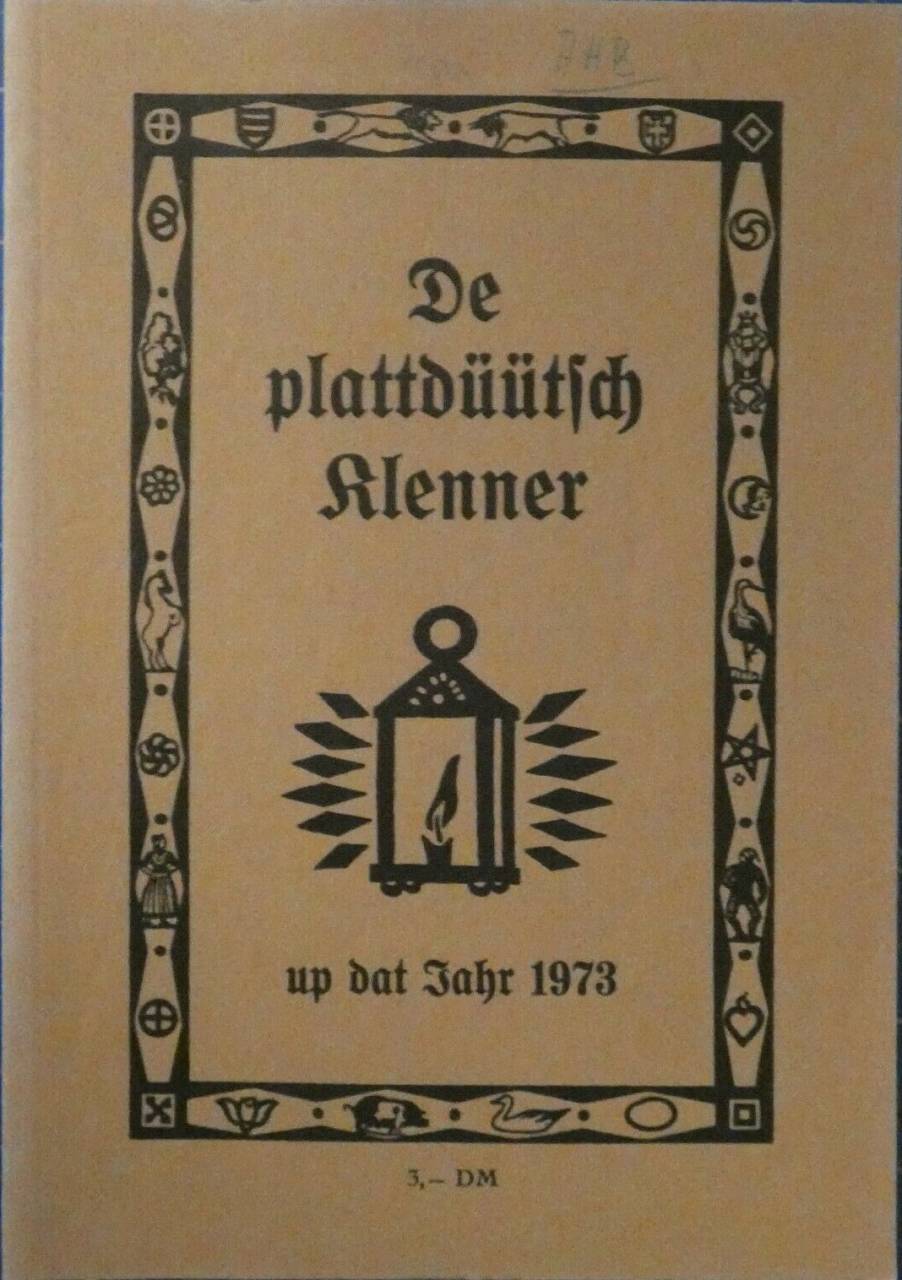 De
plattdüütſch
Klenner
up dat Jahr 1973
3,– DM